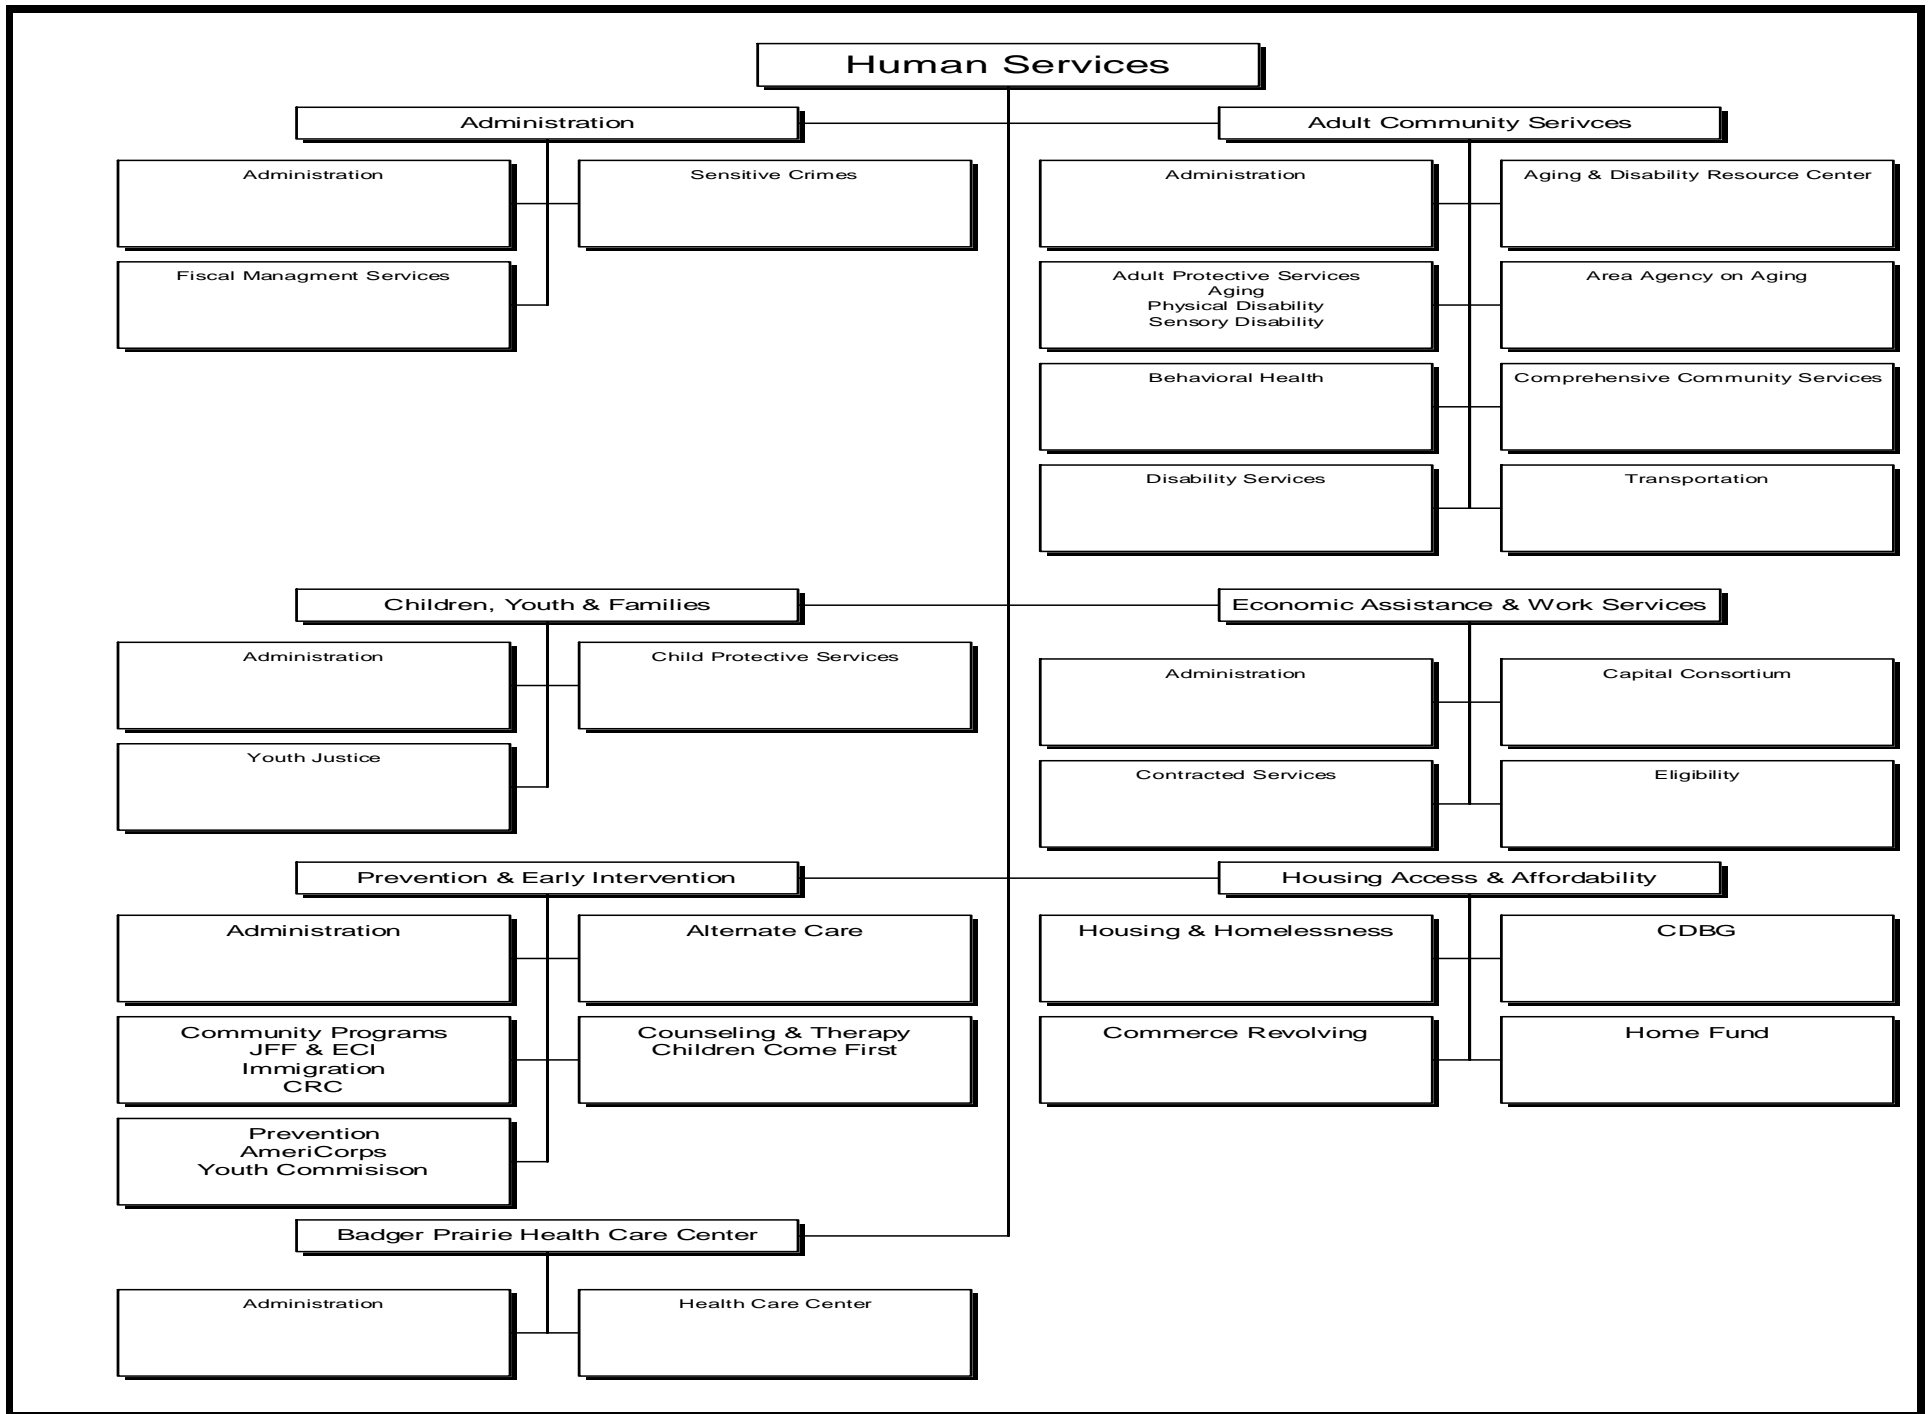 Human Services
Administration
Adult Community Serivces
Administration
Sensitive Crimes
Administration
Aging & Disability Resource Center
Fiscal Managment Services
Adult Protective Services
Aging
Physical Disability
Sensory Disability
Area Agency on Aging
Behavioral Health
Comprehensive Community Services
Disability Services
Transportation
Children, Youth & Families
Economic Assistance & Work Services
Administration
Child Protective Services
Administration
Capital Consortium
Youth Justice
Contracted Services
Eligibility
Prevention & Early Intervention
Housing Access & Affordability
Administration
Alternate Care
Housing & Homelessness
CDBG
Community Programs
JFF & ECI
Immigration
CRC
Counseling & Therapy
Children Come First
Commerce Revolving
Home Fund
Prevention
AmeriCorps
Youth Commisison
Badger Prairie Health Care Center
Administration
Health Care Center